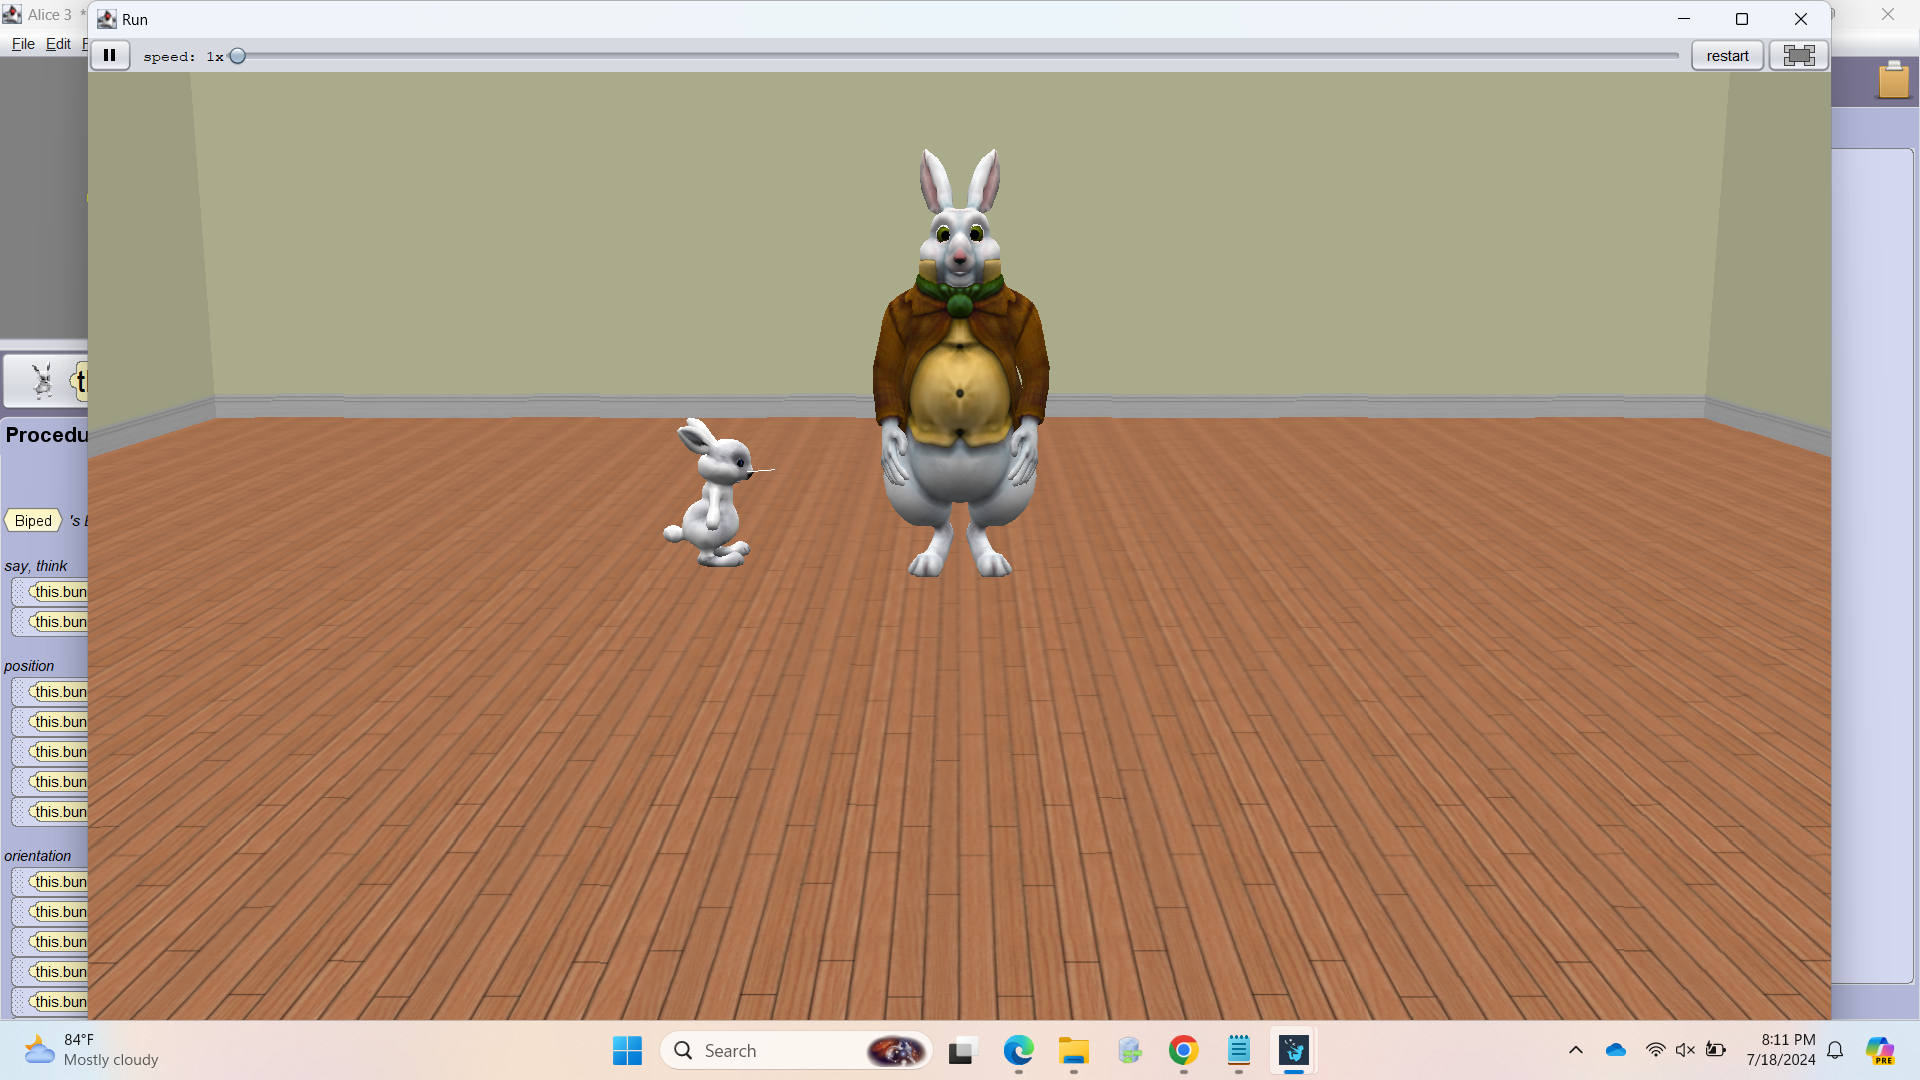 Alice 3 *
Run
File Edit
speed: 1x
restart
Procedu
Biped 's
say, think
this.bun
this.bun
position
this.bun
this.bun
this.bun
this.bun
this.bun
orientation
this.bun
this.bun
this.bun
this.bun
this.bun
84°F
Mostly cloudy
Search
PRE
8:11 PM
7/18/2024